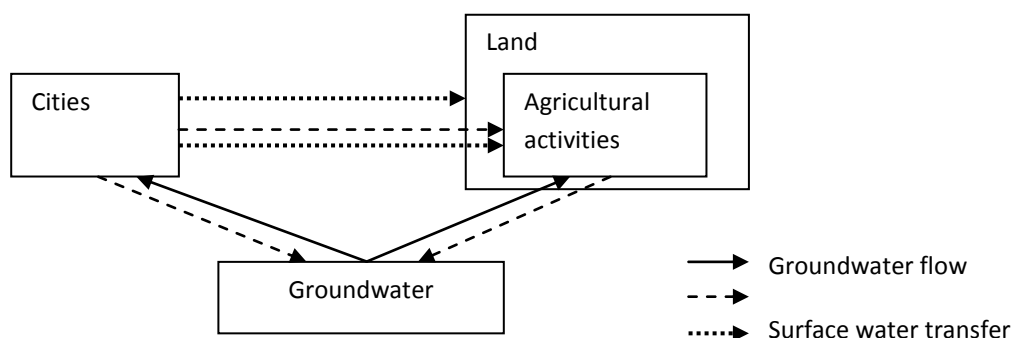 Land
Cities
Agricultural
activities
Groundwater
Groundwater flow
Surface water transfer